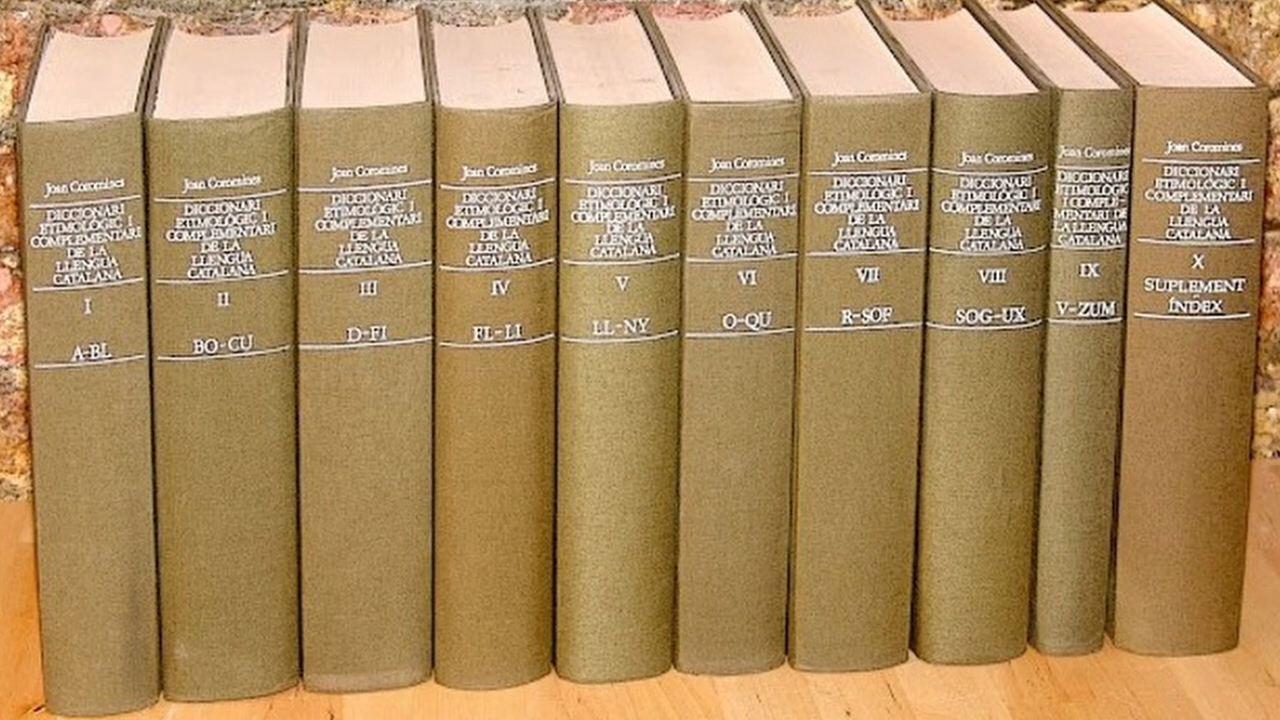 Joan Coromines
DICCIONARI
ETIMOLÒGIC I
COMPLEMENTARI
DE LA
LLENGUA
CATALANA
I
A-BL
Joan Coromines
DICCIONARI
ETIMOLÒGIC I
COMPLEMENTARI
DE LA
LLENGUA
CATALANA
II
BO-CU
Joan Coromines
DICCIONARI
ETIMOLÒGIC I
COMPLEMENTARI
DE LA
LLENGUA
CATALANA
III
D-FI
Joan Coromines
DICCIONARI
ETIMOLÒGIC I
COMPLEMENTARI
DE LA
LLENGUA
CATALANA
IV
FL-LI
Joan Coromines
DICCIONARI
ETIMOLÒGIC I
COMPLEMENTARI
DE LA
LLENGUA
CATALANA
V
LL-NY
Joan Coromines
DICCIONARI
ETIMOLÒGIC I
COMPLEMENTARI
DE LA
LLENGUA
CATALANA
VI
O-QU
Joan Coromines
DICCIONARI
ETIMOLÒGIC I
COMPLEMENTARI
DE LA
LLENGUA
CATALANA
VII
R-SOF
Joan Coromines
DICCIONARI
ETIMOLÒGIC I
COMPLEMENTARI
DE LA
LLENGUA
CATALANA
VIII
SOG-UX
Joan Coromines
DICCIONARI
ETIMOLÒGIC
I COMPLE-
MENTARI DE
LA LLENGUA
CATALANA
IX
V-ZUM
Joan Coromines
DICCIONARI
ETIMOLÒGIC I
COMPLEMENTARI
DE LA
LLENGUA
CATALANA
X
SUPLEMENT
ÍNDEX